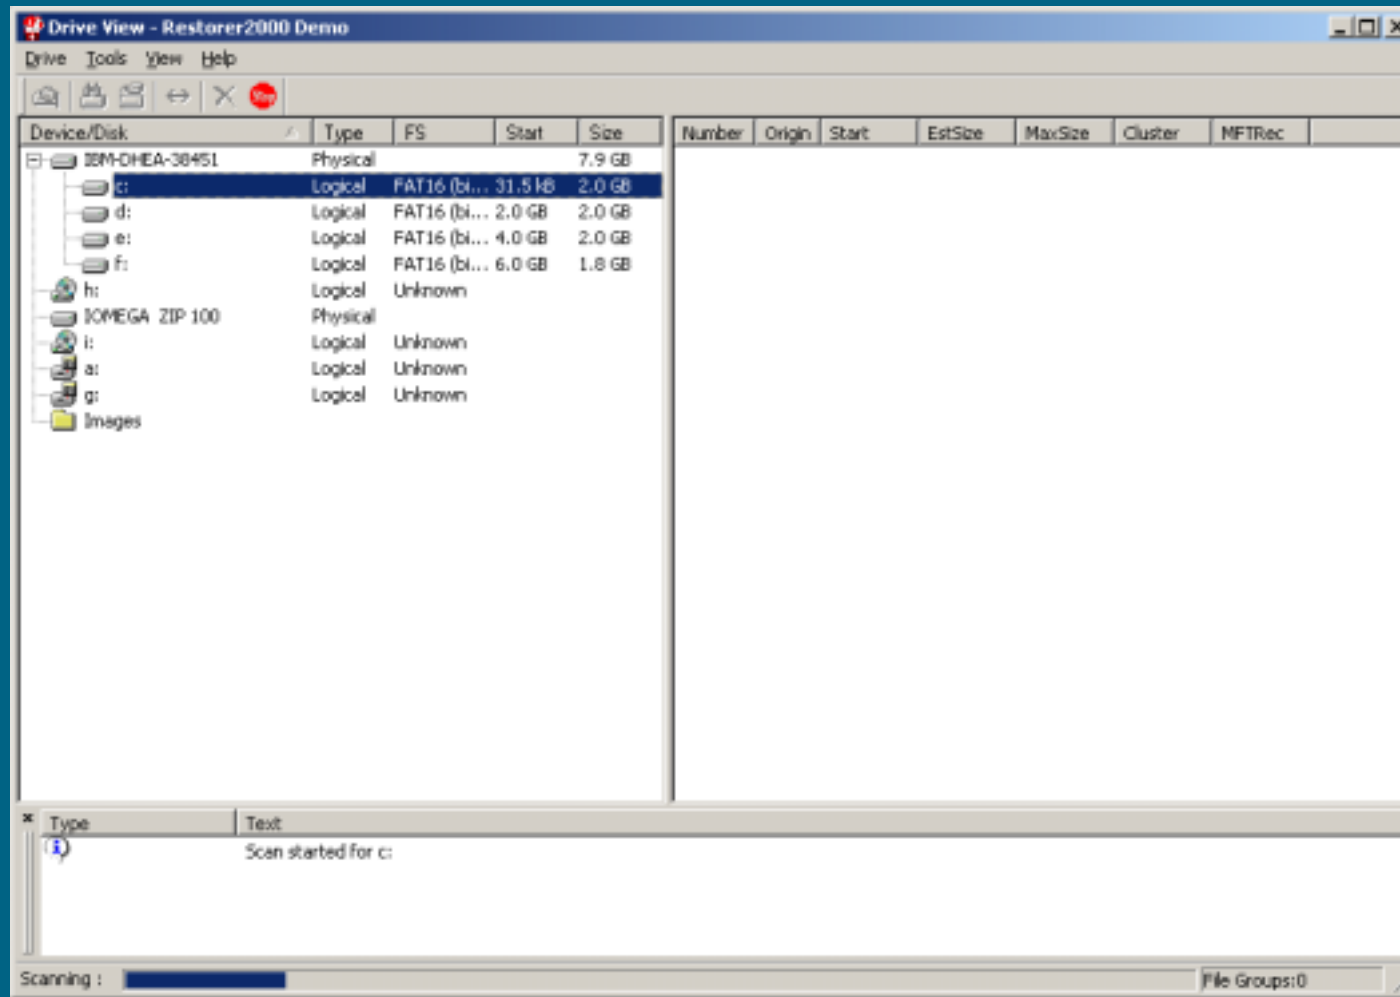 Drive View - Restorer2000 Demo
Drive Tools View Help
Stop
Device/Disk Type FS Start Size Number Origin Start EstSize MaxSize Cluster MFTRec
IBM-DHEA-38451 Physical 7.9 GB
c: Logical FAT16 (bi... 31.5 kB 2.0 GB
d: Logical FAT16 (bi... 2.0 GB 2.0 GB
e: Logical FAT16 (bi... 4.0 GB 2.0 GB
f: Logical FAT16 (bi... 6.0 GB 1.8 GB
h: Logical Unknown
IOMEGA ZIP 100 Physical
i: Logical Unknown
a: Logical Unknown
g: Logical Unknown
Images
Type Text
Scan started for c:
Scanning : File Groups:0